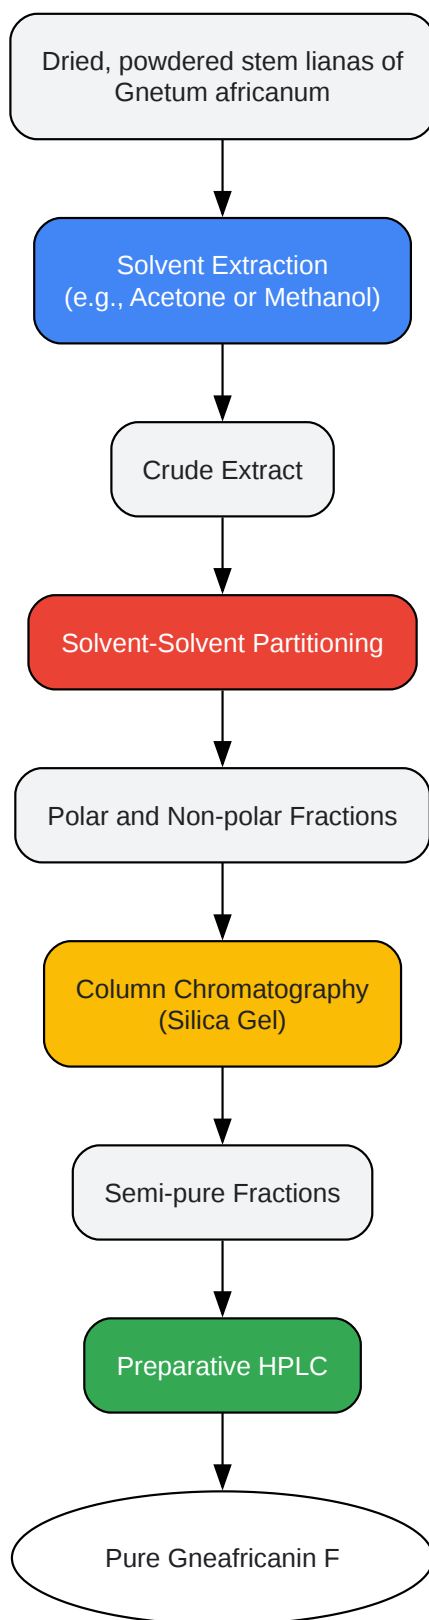 Dried, powdered stem lianas of
Gnetum africanum
Solvent Extraction
(e.g., Acetone or Methanol)
Crude Extract
Solvent-Solvent Partitioning
Polar and Non-polar Fractions
Column Chromatography
(Silica Gel)
Semi-pure Fractions
Preparative HPLC
Pure Gneafricanin F